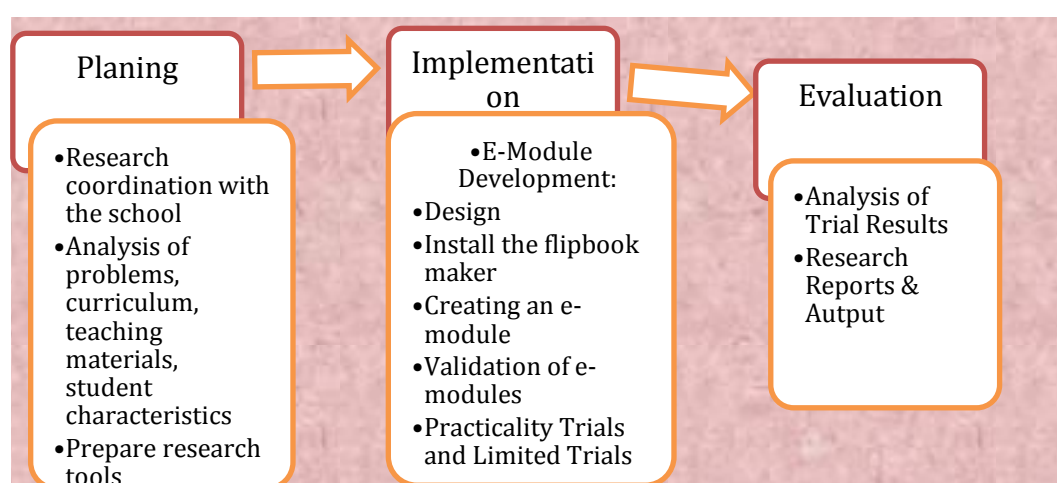 Planing
•Research
coordination with
the school
•Analysis of
problems,
curriculum,
teaching
materials,
student
characteristics
•Prepare research
tools
Implementati
on
•E-Module
Development:
•Design
•Install the flipbook
maker
•Creating an e-
module
•Validation of e-
modules
•Practicality Trials
and Limited Trials
Evaluation
•Analysis of
Trial Results
•Research
Reports &
Autput